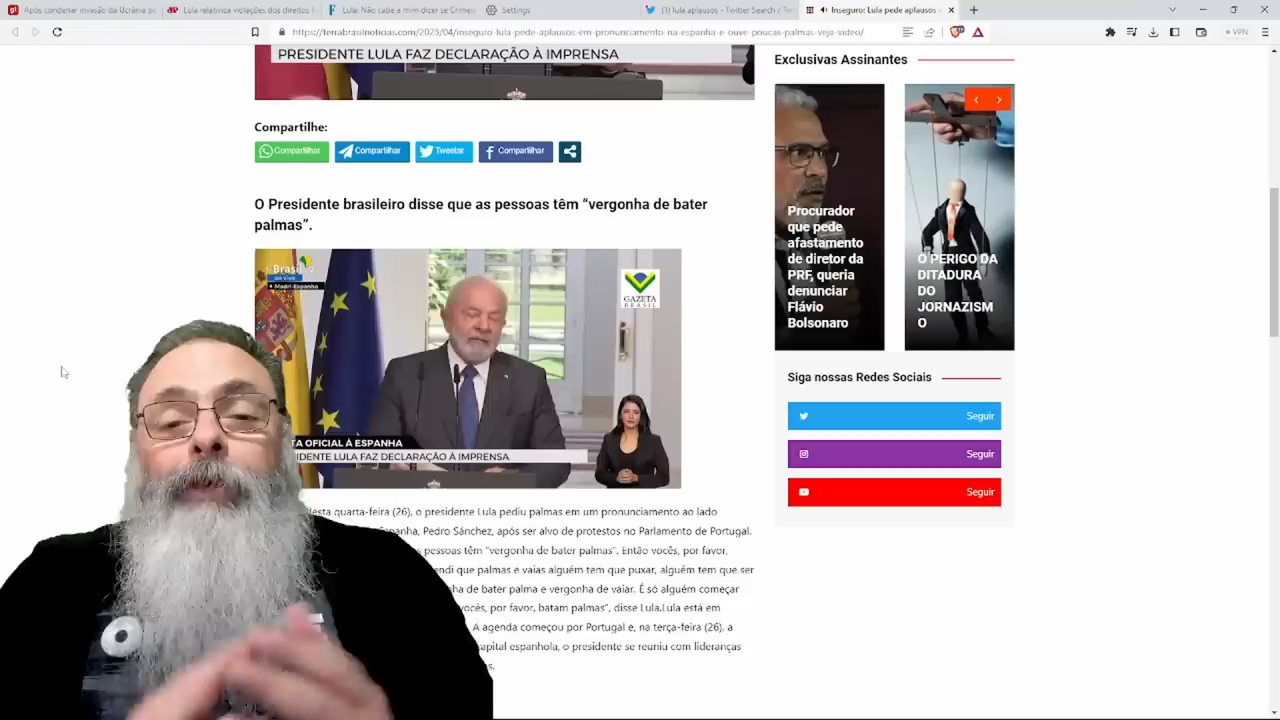 Após condenar invasão da Ucrânia po
Lula relativiza violações dos direitos h
Lula: Não cabe a mim dizer se Crimei
Settings
(3) lula aplausos - Twitter Search / Tw
Inseguro: Lula pede aplausos
https://terrabrasilnoticias.com/2023/04/inseguro-lula-pede-aplausos-em-pronunciamento-na-espanha-e-ouve-poucas-palmas-veja-video/
VPN
PRESIDENTE LULA FAZ DECLARAÇÃO À IMPRENSA
Compartilhe:
Compartilhar
Compartilhar
Tweetar
Compartilhar
O Presidente brasileiro disse que as pessoas têm “vergonha de bater
palmas”.
Brasil
ao vivo
Madri-Espanha
GAZETA
BRASIL
TA OFICIAL À ESPANHA
IDENTE LULA FAZ DECLARAÇÃO À IMPRENSA
desta quarta-feira (26), o presidente Lula pediu palmas em um pronunciamento ao lado
spanha, Pedro Sánchez, após ser alvo de protestos no Parlamento de Portugal.
s pessoas têm “vergonha de bater palmas”. Então vocês, por favor,
endi que palmas e vaias alguém tem que puxar, alguém tem que ser
ha de bater palma e vergonha de vaiar. É só alguém começar
vocês, por favor, batam palmas”, disse Lula.Lula está em
A agenda começou por Portugal e, na terça-feira (26), a
capital espanhola, o presidente se reuniu com lideranças
s.
Exclusivas Assinantes
Procurador
que pede
afastamento
de diretor da
PRF, queria
denunciar
Flávio
Bolsonaro
O PERIGO DA
DITADURA
DO
JORNAZISM
O
Siga nossas Redes Sociais
Seguir
Seguir
Seguir